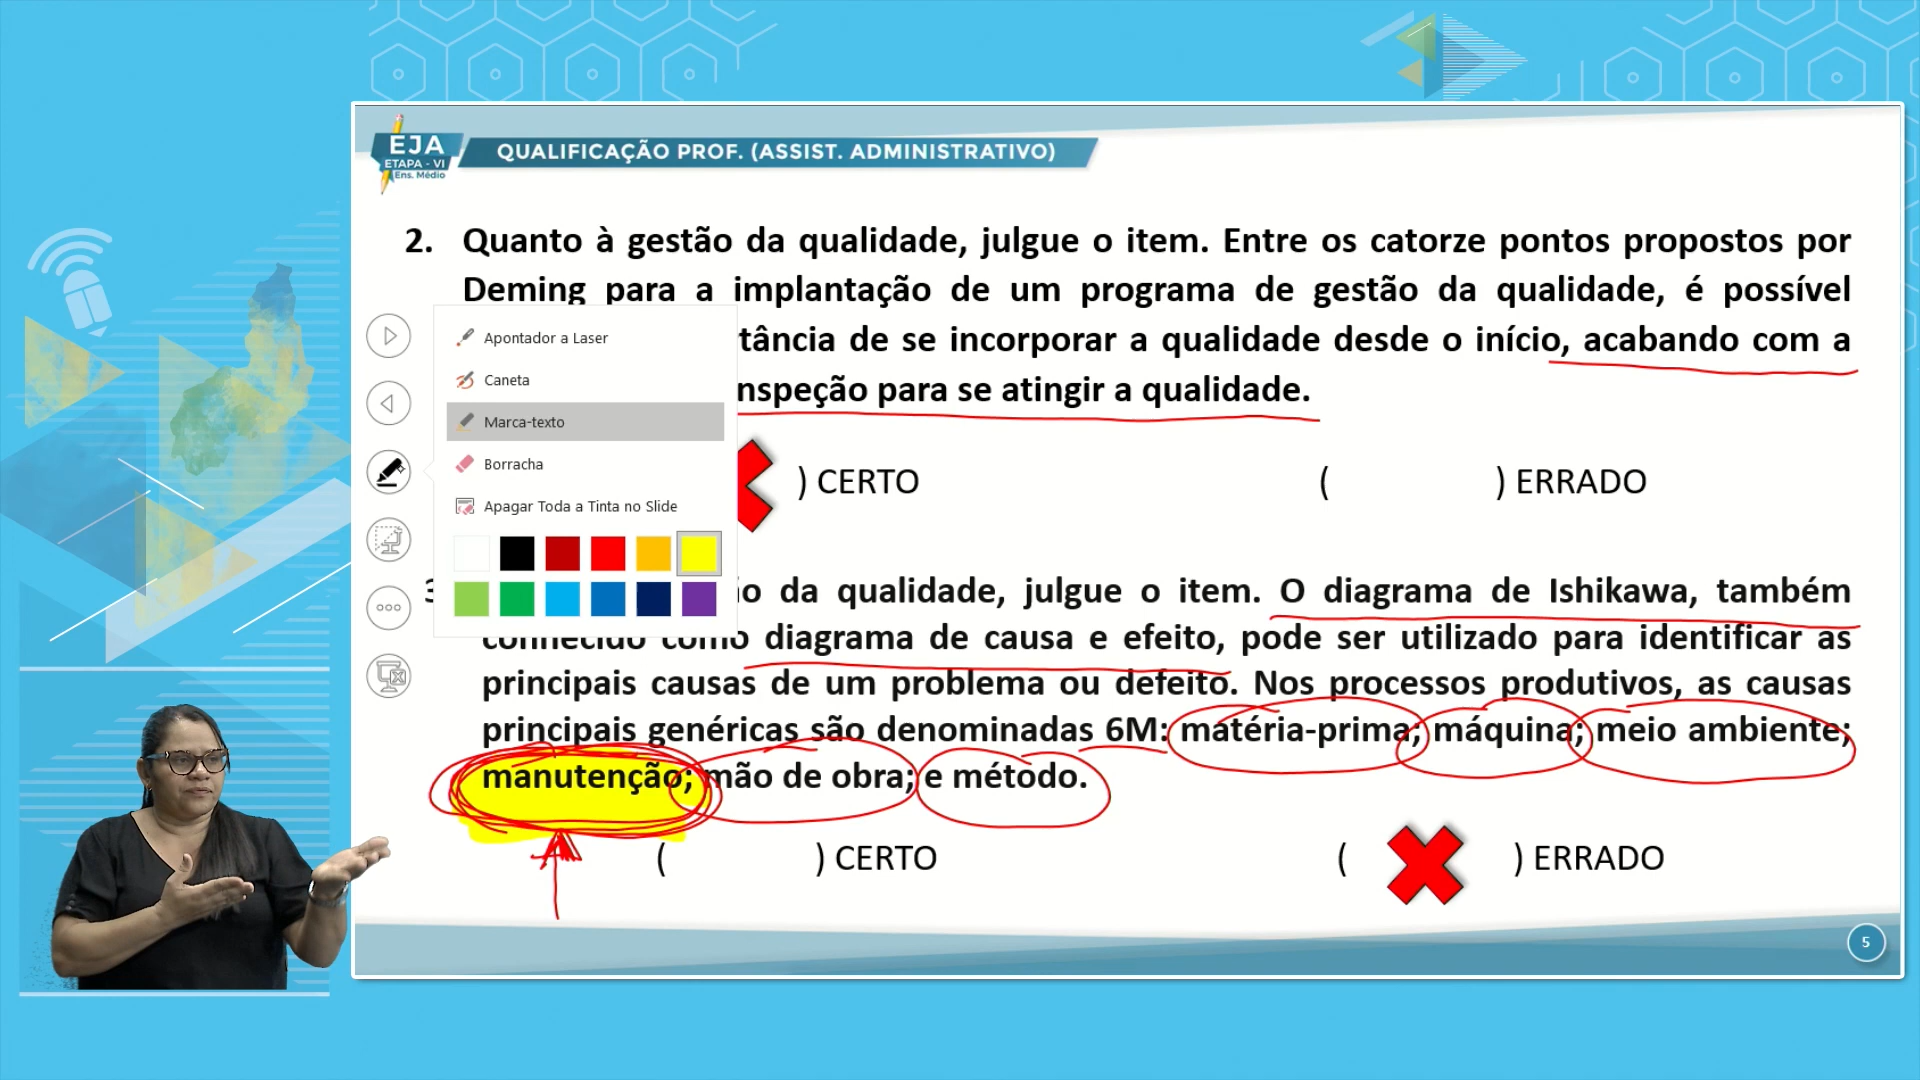 EJA
ETAPA - VI
Ens. Médio
QUALIFICAÇÃO PROF. (ASSIST. ADMINISTRATIVO)
2. Quanto à gestão da qualidade, julgue o item. Entre os catorze pontos propostos por
Deming para a implantação de um programa de gestão da qualidade, é possível
tância de se incorporar a qualidade desde o início, acabando com a
nspeção para se atingir a qualidade.
) CERTO ( ) ERRADO
Apontador a Laser
Caneta
Marca-texto
Borracha
Apagar Toda a Tinta no Slide
3
o da qualidade, julgue o item. O diagrama de Ishikawa, também
conhecido como diagrama de causa e efeito, pode ser utilizado para identificar as
principais causas de um problema ou defeito. Nos processos produtivos, as causas
principais genéricas são denominadas 6M: matéria-prima; máquina; meio ambiente;
manutenção; mão de obra; e método.
( ) CERTO ( ) ERRADO
5